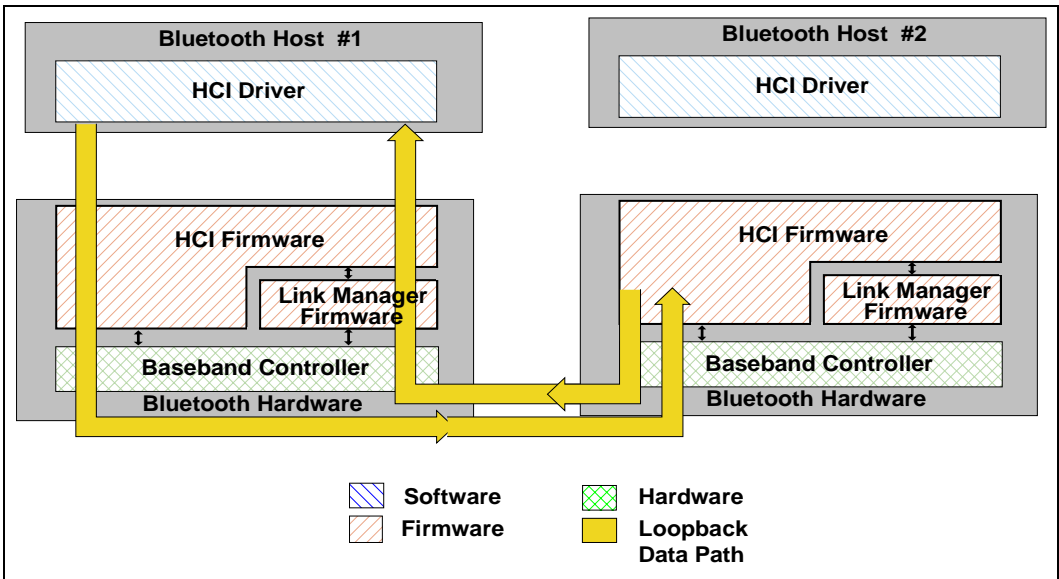 Bluetooth Host #1
HCI Driver
HCI Firmware
Link Manager
Firmware
Baseband Controller
Bluetooth Hardware
Bluetooth Host #2
HCI Driver
HCI Firmware
Link Manager
Firmware
Baseband Controller
Bluetooth Hardware
Software
Firmware
Hardware
Loopback
Data Path